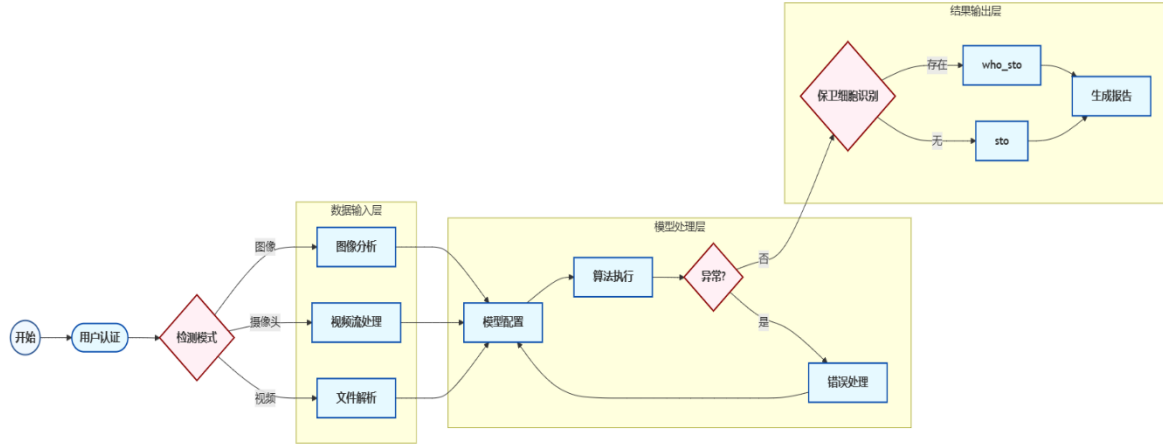 开始
用户认证
检测模式
图像
摄像头
视频
数据输入层
图像分析
视频流处理
文件解析
模型处理层
模型配置
算法执行
异常?
否
是
错误处理
结果输出层
保卫细胞识别
存在
无
who_sto
sto
生成报告